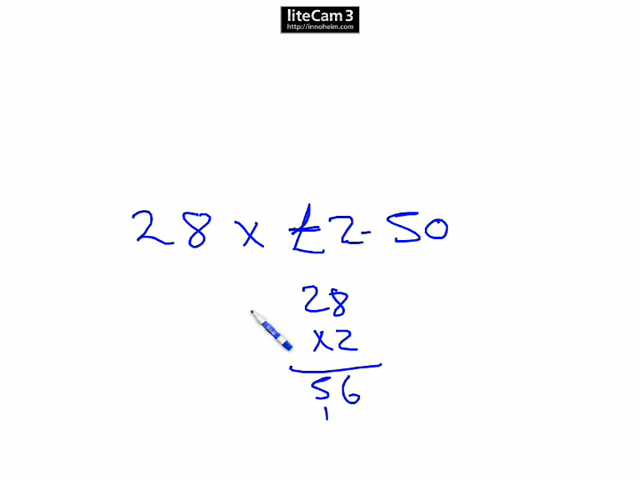 liteCam 3
http://innoheim.com
28 x £2-50
28
x2
56
1